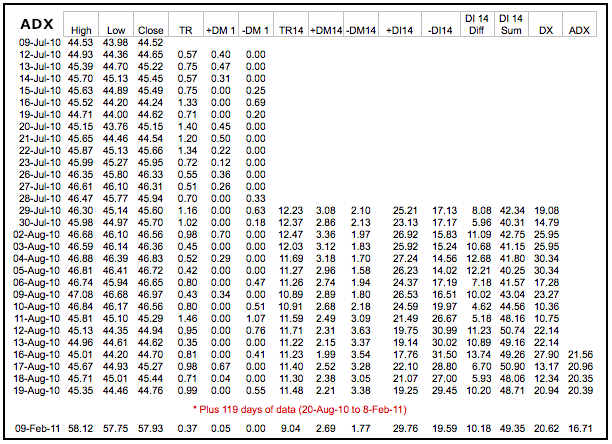 DI 14 DI 14
ADX High Low Close TR +DM 1 -DM 1 TR14 +DM14 -DM14 +DI14 -DI14 Diff Sum DX ADX
09-Jul-10 44.53 43.98 44.52
12-Jul-10 44.93 44.36 44.65 0.57 0.40 0.00
13-Jul-10 45.39 44.70 45.22 0.75 0.47 0.00
14-Jul-10 45.70 45.13 45.45 0.57 0.31 0.00
15-Jul-10 45.63 44.89 45.49 0.75 0.00 0.25
16-Jul-10 45.52 44.20 44.24 1.33 0.00 0.69
19-Jul-10 44.71 44.00 44.62 0.71 0.00 0.20
20-Jul-10 45.15 43.76 45.15 1.40 0.45 0.00
21-Jul-10 45.65 44.46 44.54 1.20 0.50 0.00
22-Jul-10 45.87 45.13 45.66 1.34 0.22 0.00
23-Jul-10 45.99 45.27 45.95 0.72 0.12 0.00
26-Jul-10 46.35 45.80 46.33 0.55 0.36 0.00
27-Jul-10 46.61 46.10 46.31 0.51 0.26 0.00
28-Jul-10 46.47 45.77 45.94 0.70 0.00 0.33
29-Jul-10 46.30 45.14 45.60 1.16 0.00 0.63 12.23 3.08 2.10 25.21 17.13 8.08 42.34 19.08
30-Jul-10 45.98 44.97 45.70 1.02 0.00 0.18 12.37 2.86 2.13 23.13 17.17 5.96 40.31 14.79
02-Aug-10 46.68 46.10 46.56 0.98 0.70 0.00 12.47 3.36 1.97 26.92 15.83 11.09 42.75 25.95
03-Aug-10 46.59 46.14 46.36 0.45 0.00 0.00 12.03 3.12 1.83 25.92 15.24 10.68 41.15 25.95
04-Aug-10 46.88 46.39 46.83 0.52 0.29 0.00 11.69 3.18 1.70 27.24 14.56 12.68 41.80 30.34
05-Aug-10 46.81 46.41 46.72 0.42 0.00 0.00 11.27 2.96 1.58 26.23 14.02 12.21 40.25 30.34
06-Aug-10 46.74 45.94 46.65 0.80 0.00 0.47 11.26 2.74 1.94 24.37 17.19 7.18 41.57 17.28
09-Aug-10 47.08 46.68 46.97 0.43 0.34 0.00 10.89 2.89 1.80 26.53 16.51 10.02 43.04 23.27
10-Aug-10 46.84 46.17 46.56 0.80 0.00 0.51 10.91 2.68 2.18 24.59 19.97 4.62 44.56 10.36
11-Aug-10 45.81 45.10 45.29 1.46 0.00 1.07 11.59 2.49 3.09 21.49 26.67 5.18 48.16 10.75
12-Aug-10 45.13 44.35 44.94 0.95 0.00 0.76 11.71 2.31 3.63 19.75 30.99 11.23 50.74 22.14
13-Aug-10 44.96 44.61 44.62 0.35 0.00 0.00 11.22 2.15 3.37 19.14 30.02 10.89 49.16 22.14
16-Aug-10 45.01 44.20 44.70 0.81 0.00 0.41 11.23 1.99 3.54 17.76 31.50 13.74 49.26 27.90 21.56
17-Aug-10 45.67 44.93 45.27 0.98 0.67 0.00 11.40 2.52 3.28 22.10 28.80 6.70 50.90 13.17 20.96
18-Aug-10 45.71 45.01 45.44 0.71 0.04 0.00 11.30 2.38 3.05 21.07 27.00 5.93 48.06 12.34 20.35
19-Aug-10 45.35 44.46 44.76 0.99 0.00 0.55 11.48 2.21 3.38 19.25 29.45 10.20 48.71 20.94 20.39
* Plus 119 days of data (20-Aug-10 to 8-Feb-11)
09-Feb-11 58.12 57.75 57.93 0.37 0.05 0.00 9.04 2.69 1.77 29.76 19.59 10.18 49.35 20.62 16.71